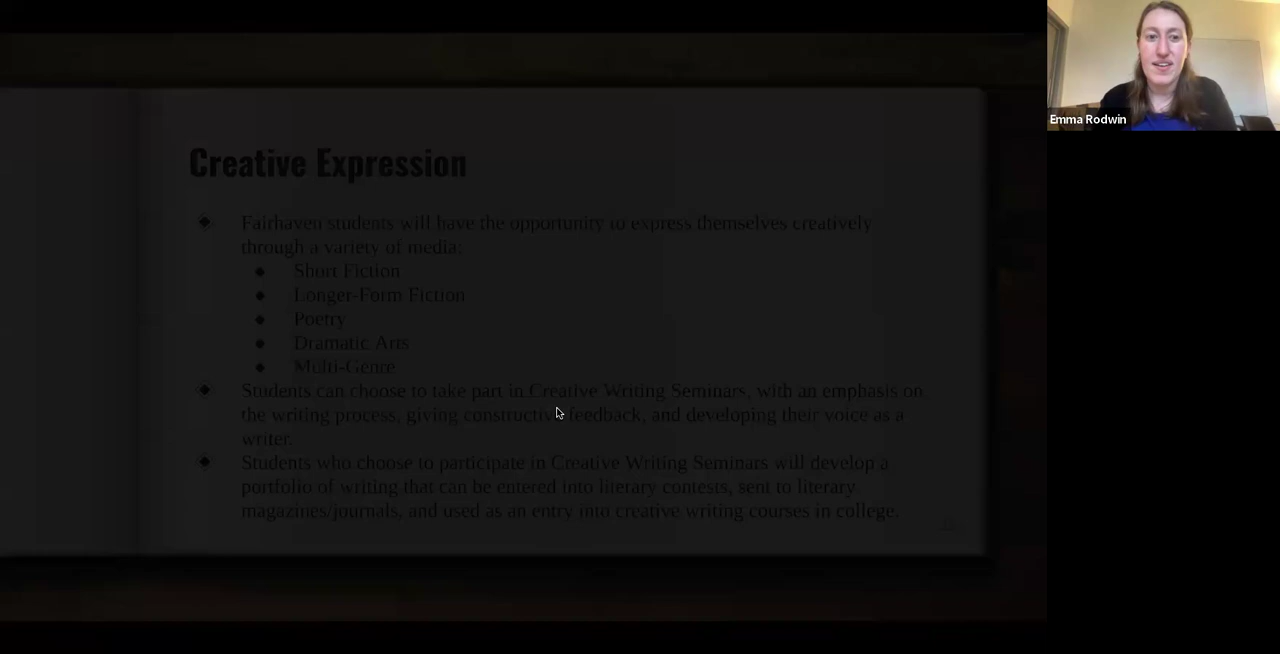 Creative Expression
Fairhaven students will have the opportunity to express themselves creatively
through a variety of media:
Short Fiction
Longer-Form Fiction
Poetry
Dramatic Arts
Multi-Genre
Students can choose to take part in Creative Writing Seminars, with an emphasis on
the writing process, giving constructive feedback, and developing their voice as a
writer.
Students who choose to participate in Creative Writing Seminars will develop a
portfolio of writing that can be entered into literary contests, sent to literary
magazines/journals, and used as an entry into creative writing courses in college.
Emma Rodwin